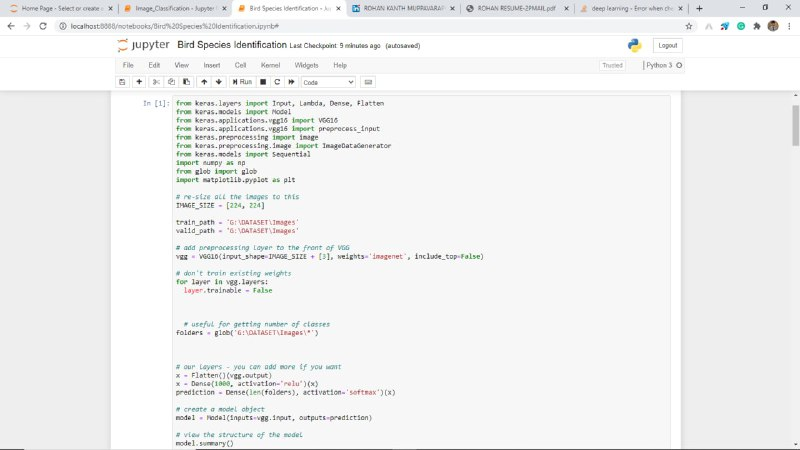 Home Page - Select or create a
Image_Classification - Jupyter N
Bird Species Identification - Ju
ROHAN KANTH MUPPAVARAP
ROHAN RESUME-2PMAIL.pdf
deep learning - Error when che
localhost:8888/notebooks/Bird%20Species%20Identification.ipynb#
jupyter Bird Species Identification Last Checkpoint: 9 minutes ago (autosaved)
Logout
File Edit View Insert Cell Kernel Widgets Help
Trusted
Python 3
Run
Code
In [1]:
from keras.layers import Input, Lambda, Dense, Flatten
from keras.models import Model
from keras.applications.vgg16 import VGG16
from keras.applications.vgg16 import preprocess_input
from keras.preprocessing import image
from keras.preprocessing.image import ImageDataGenerator
from keras.models import Sequential
import numpy as np
from glob import glob
import matplotlib.pyplot as plt
# re-size all the images to this
IMAGE_SIZE = [224, 224]
train_path = 'G:\DATASET\Images'
valid_path = 'G:\DATASET\Images'
# add preprocessing layer to the front of VGG
vgg = VGG16(input_shape=IMAGE_SIZE + [3], weights='imagenet', include_top=False)
# don't train existing weights
for layer in vgg.layers:
layer.trainable = False
# useful for getting number of classes
folders = glob('G:\DATASET\Images\*')
# our layers - you can add more if you want
x = Flatten()(vgg.output)
x = Dense(1000, activation='relu')(x)
prediction = Dense(len(folders), activation='softmax')(x)
# create a model object
model = Model(inputs=vgg.input, outputs=prediction)
# view the structure of the model
model.summary()